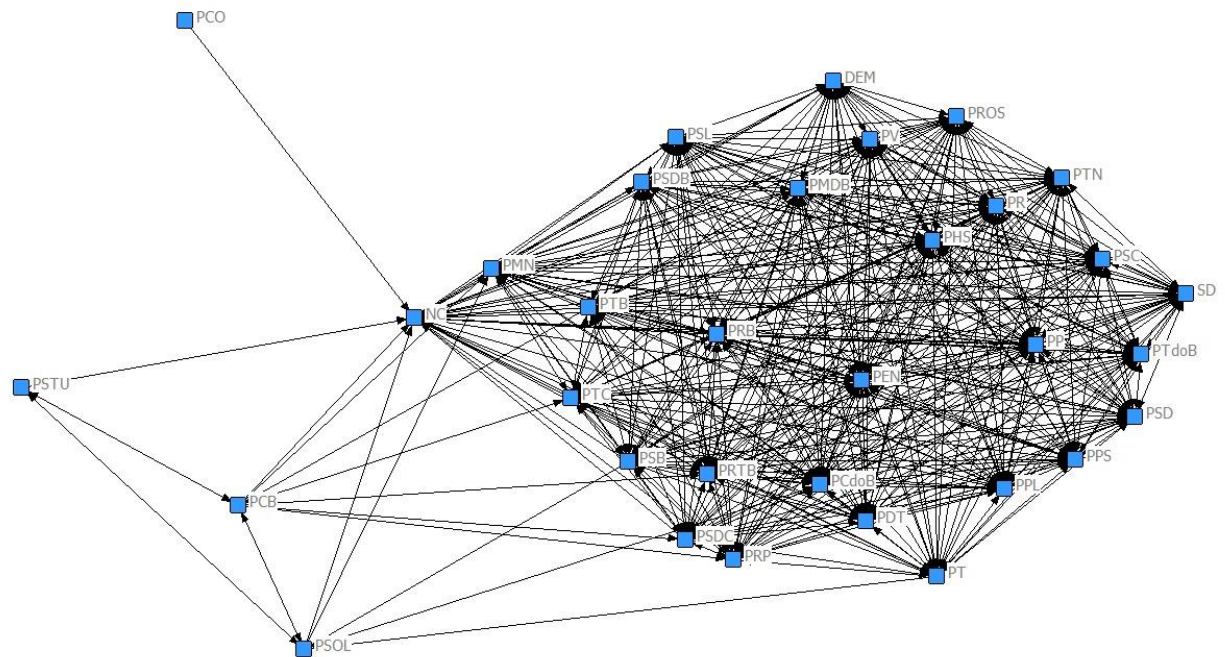 PCO
DEM
PROS
PSL
PV
PSDB
PMDB
PTN
PR
PHS
PSC
PMN
SD
PTB
NC
PRB
PP
PTdoB
PEN
PSTU
PTC
PSD
PSB
PRTB
PPS
PCdoB
PPL
PCB
PDT
PSDC
PRP
PT
PSOL